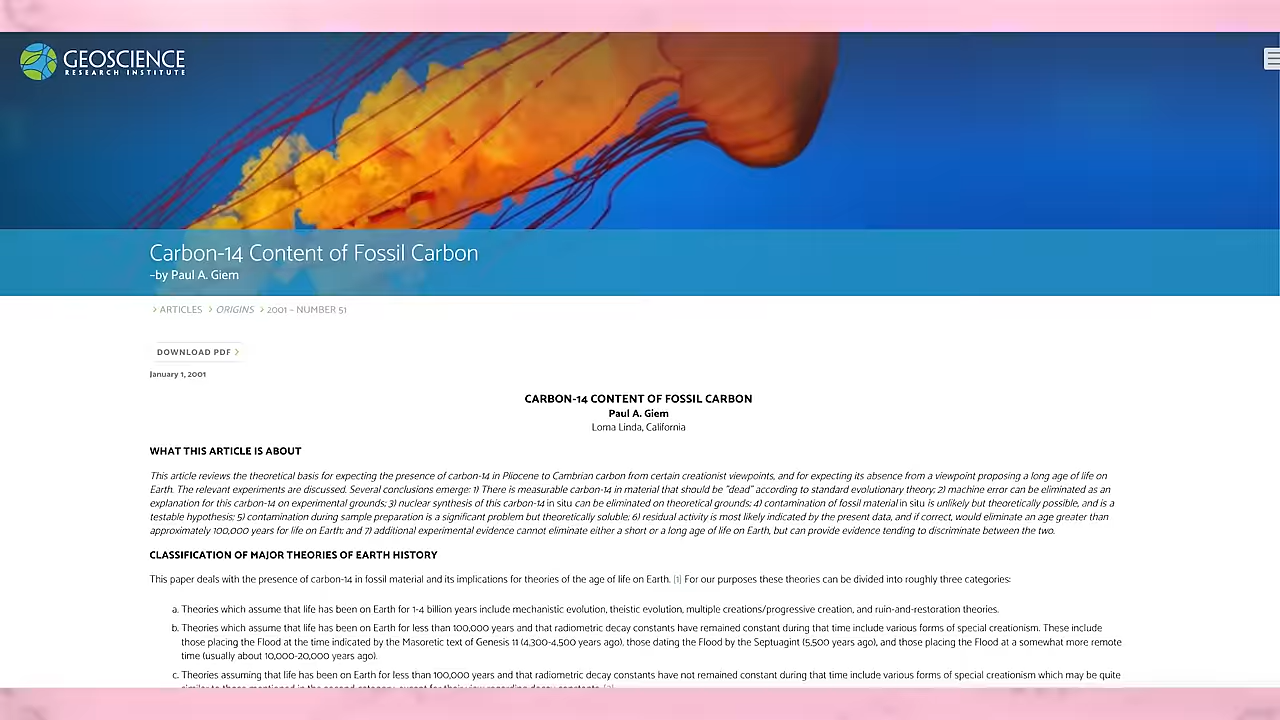 GEOSCIENCE
RESEARCH INSTITUTE
Carbon-14 Content of Fossil Carbon
–by Paul A. Giem
> ARTICLES > ORIGINS > 2001 – NUMBER 51
DOWNLOAD PDF >
January 1, 2001
CARBON-14 CONTENT OF FOSSIL CARBON
Paul A. Giem
Loma Linda, California
WHAT THIS ARTICLE IS ABOUT
This article reviews the theoretical basis for expecting the presence of carbon-14 in Pliocene to Cambrian carbon from certain creationist viewpoints, and for expecting its absence from a viewpoint proposing a long age of life on
Earth. The relevant experiments are discussed. Several conclusions emerge: 1) There is measurable carbon-14 in material that should be "dead" according to standard evolutionary theory; 2) machine error can be eliminated as an
explanation for this carbon-14 on experimental grounds; 3) nuclear synthesis of this carbon-14 in situ can be eliminated on theoretical grounds; 4) contamination of fossil material in situ is unlikely but theoretically possible, and is a
testable hypothesis; 5) contamination during sample preparation is a significant problem but theoretically soluble; 6) residual activity is most likely indicated by the present data, and if correct, would eliminate an age greater than
approximately 100,000 years for life on Earth; and 7) additional experimental evidence cannot eliminate either a short or a long age of life on Earth, but can provide evidence tending to discriminate between the two.
CLASSIFICATION OF MAJOR THEORIES OF EARTH HISTORY
This paper deals with the presence of carbon-14 in fossil material and its implications for theories of the age of life on Earth. [1] For our purposes these theories can be divided into roughly three categories:
a. Theories which assume that life has been on Earth for 1-4 billion years include mechanistic evolution, theistic evolution, multiple creations/progressive creation, and ruin-and-restoration theories.
b. Theories which assume that life has been on Earth for less than 100,000 years and that radiometric decay constants have remained constant during that time include various forms of special creationism. These include
those placing the Flood at the time indicated by the Masoretic text of Genesis 11 (4,300-4,500 years ago), those dating the Flood by the Septuagint (5,500 years ago), and those placing the Flood at a somewhat more remote
time (usually about 10,000-20,000 years ago).
c. Theories assuming that life has been on Earth for less than 100,000 years and that radiometric decay constants have not remained constant during that time include various forms of special creationism which may be quite